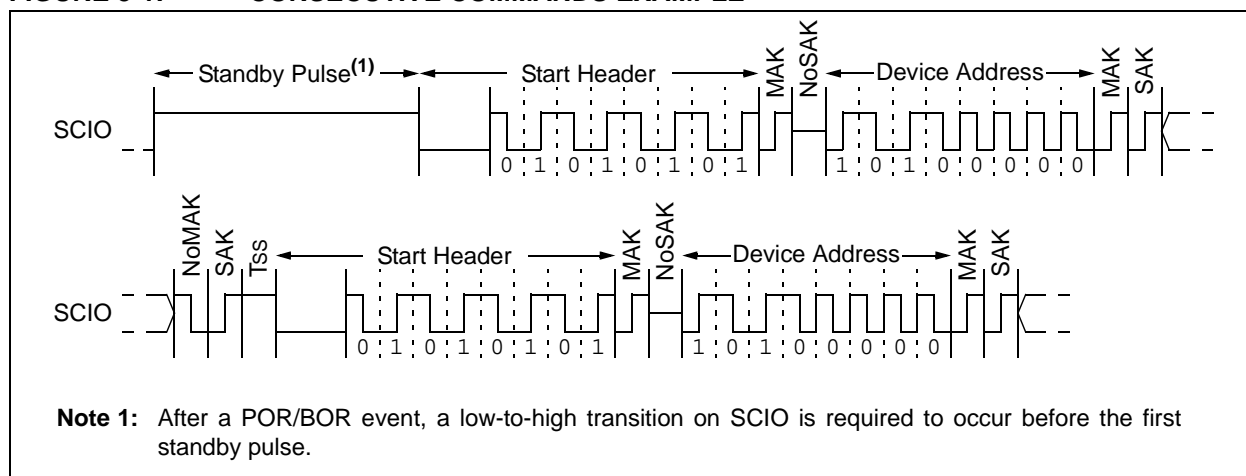 Standby Pulse(1) Start Header MAK NoSAK Device Address MAK SAK
SCIO
0 1 0 1 0 1 0 1 1 0 1 0 0 0 0 0
NoMAK SAK TSS Start Header MAK NoSAK Device Address MAK SAK
SCIO
0 1 0 1 0 1 0 1 1 0 1 0 0 0 0 0
Note 1: After a POR/BOR event, a low-to-high transition on SCIO is required to occur before the first
standby pulse.